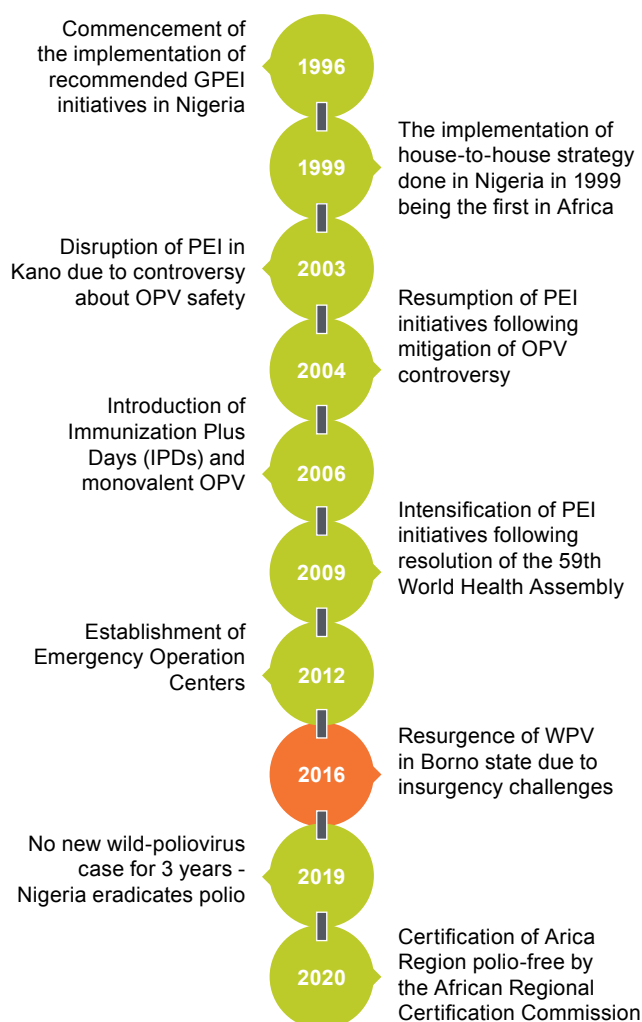 Commencement of
the implementation of
recommended GPEI
initiatives in Nigeria
1996
The implementation of
house-to-house strategy
done in Nigeria in 1999
being the first in Africa
1999
Disruption of PEI in
Kano due to controversy
about OPV safety
2003
Resumption of PEI
initiatives following
mitigation of OPV
controversy
2004
Introduction of
Immunization Plus
Days (IPDs) and
monovalent OPV
2006
Intensification of PEI
initiatives following
resolution of the 59th
World Health Assembly
2009
Establishment of
Emergency Operation
Centers
2012
Resurgence of WPV
in Borno state due to
insurgency challenges
2016
No new wild-poliovirus
case for 3 years -
Nigeria eradicates polio
2019
Certification of Arica
Region polio-free by
the African Regional
Certification Commission
2020